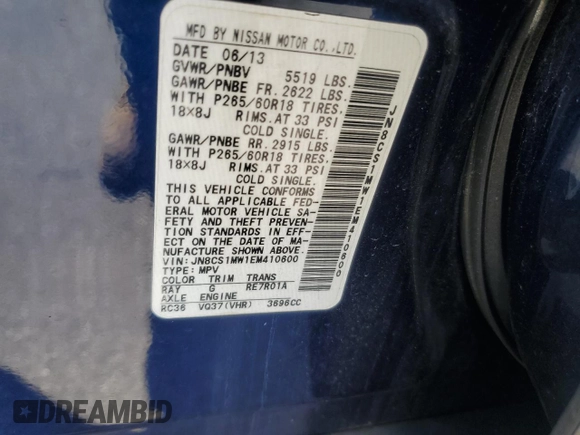 MFD BY NISSAN MOTOR CO.,LTD.
DATE 06/13
GVWR/PNBV 5519 LBS.
GAWR/PNBE FR. 2622 LBS.
WITH P265/60R18 TIRES.
18×8J RIMS.AT 33 PSI
COLD SINGLE.
GAWR/PNBE RR. 2915 LBS.
WITH P265/60R18 TIRES.
18×8J RIMS.AT 33 PSI
COLD SINGLE.
THIS VEHICLE CONFORMS
TO ALL APPLICABLE FED-
ERAL MOTOR VEHICLE SA-
FETY AND THEFT PREVEN-
TION STANDARDS IN EFF-
ECT ON THE DATE OF MA-
NUFACTURE SHOWN ABOVE.
VIN:JN8CS1MW1EM410600
TYPE:MPV
COLOR TRIM TRANS
RAY G RE7R01A
AXLE ENGINE
RC36 VQ37(VHR) 3696CC
JN8CS1MW1EM410600
DREAMBID